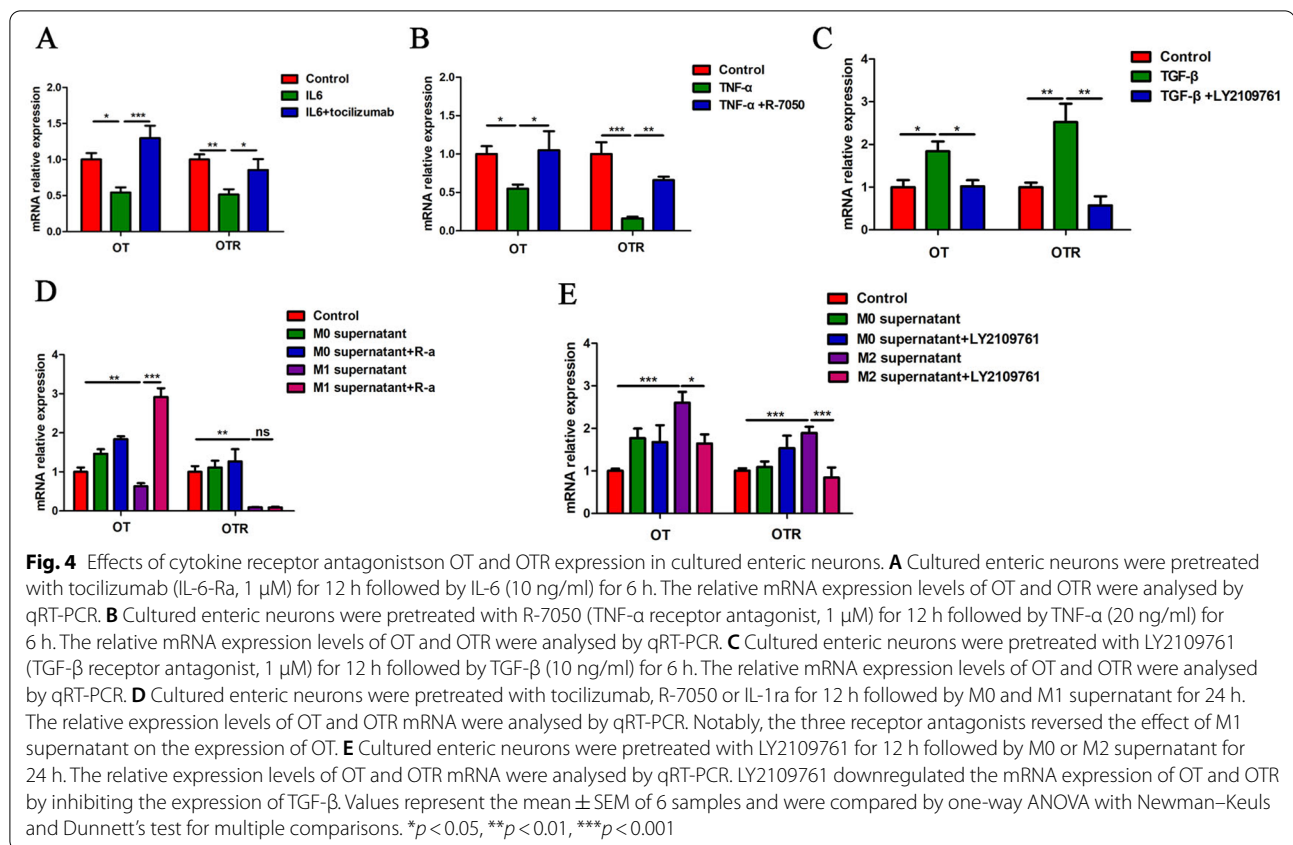 A
Control
IL6
IL6+tocilizumab
mRNA relative expression
2.0
1.5
1.0
0.5
0.0
* *** ** *
OT OTR
B
Control
TNF-α
TNF-α +R-7050
mRNA relative expression
2.0
1.5
1.0
0.5
0.0
* * *** **
OT OTR
C
Control
TGF-β
TGF-β +LY2109761
mRNA relative expression
4
3
2
1
0
* * ** **
OT OTR
D
Control
M0 supernatant
M0 supernatant+R-a
M1 supernatant
M1 supernatant+R-a
mRNA relative expression
4
3
2
1
0
** *** ** ns
OT OTR
E
Control
M0 supernatant
M0 supernatant+LY2109761
M2 supernatant
M2 supernatant+LY2109761
mRNA relative expression
4
3
2
1
0
*** * *** ***
OT OTR
Fig. 4 Effects of cytokine receptor antagonistson OT and OTR expression in cultured enteric neurons. A Cultured enteric neurons were pretreated
with tocilizumab (IL-6-Ra, 1 μM) for 12 h followed by IL-6 (10 ng/ml) for 6 h. The relative mRNA expression levels of OT and OTR were analysed by
qRT-PCR. B Cultured enteric neurons were pretreated with R-7050 (TNF-α receptor antagonist, 1 μM) for 12 h followed by TNF-α (20 ng/ml) for
6 h. The relative mRNA expression levels of OT and OTR were analysed by qRT-PCR. C Cultured enteric neurons were pretreated with LY2109761
(TGF-β receptor antagonist, 1 μM) for 12 h followed by TGF-β (10 ng/ml) for 6 h. The relative mRNA expression levels of OT and OTR were analysed
by qRT-PCR. D Cultured enteric neurons were pretreated with tocilizumab, R-7050 or IL-1ra for 12 h followed by M0 and M1 supernatant for 24 h.
The relative expression levels of OT and OTR mRNA were analysed by qRT-PCR. Notably, the three receptor antagonists reversed the effect of M1
supernatant on the expression of OT. E Cultured enteric neurons were pretreated with LY2109761 for 12 h followed by M0 or M2 supernatant for
24 h. The relative expression levels of OT and OTR mRNA were analysed by qRT-PCR. LY2109761 downregulated the mRNA expression of OT and OTR
by inhibiting the expression of TGF-β. Values represent the mean ± SEM of 6 samples and were compared by one-way ANOVA with Newman–Keuls
and Dunnett's test for multiple comparisons. *p < 0.05, **p < 0.01, ***p < 0.001